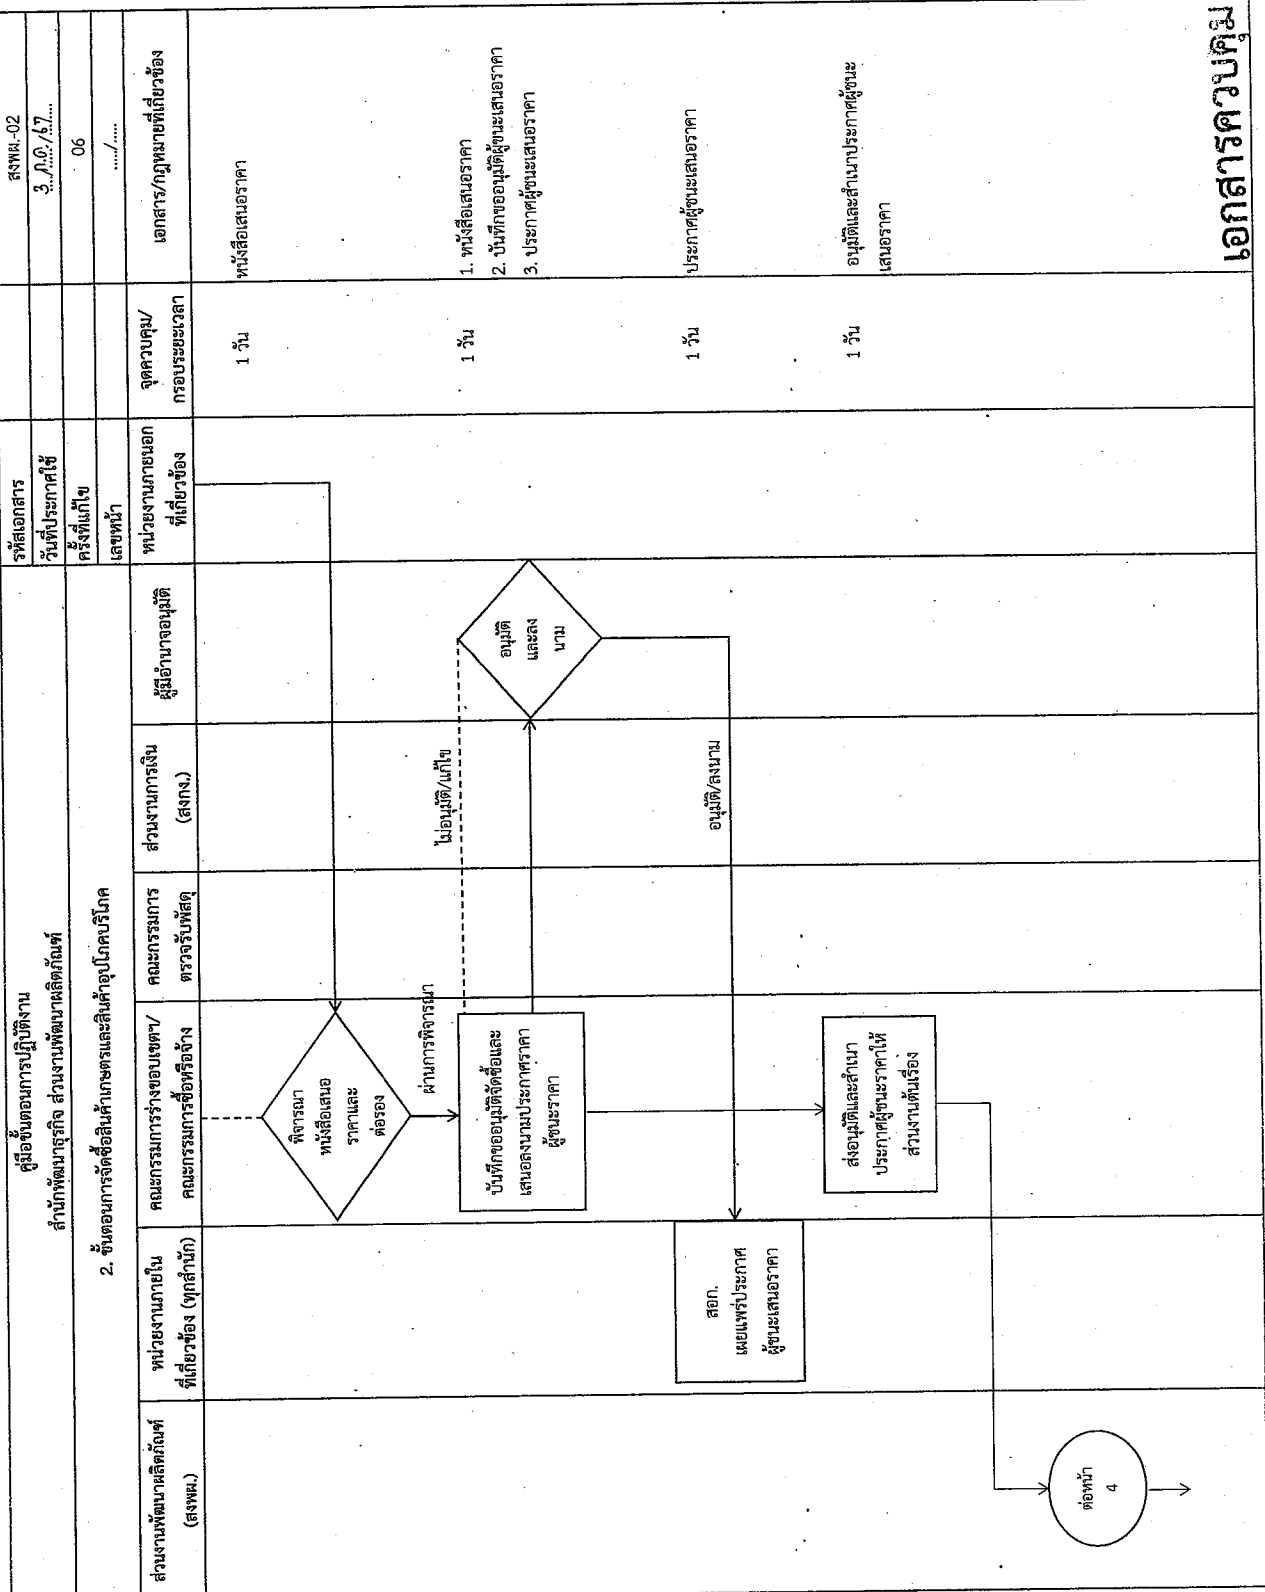 คู่มือขั้นตอนการปฏิบัติงาน
สำนักพัฒนาธุรกิจ ส่วนงานพัฒนาผลิตภัณฑ์
2. ขั้นตอนการจัดซื้อสินค้าเกษตรและสินค้าอุปโภคบริโภค
รหัสเอกสาร
สงพผ.-02
วันที่ประกาศใช้
3 / ก.ค. / 67
ครั้งที่แก้ไข
06
เลขหน้า
...../.....
ส่วนงานพัฒนาผลิตภัณฑ์
(สงพผ.)
หน่วยงานภายใน
ที่เกี่ยวข้อง (ทุกสำนัก)
คณะกรรมการร่างขอบเขตฯ/
คณะกรรมการซื้อหรือจ้าง
คณะกรรมการ
ตรวจรับพัสดุ
ส่วนงานการเงิน
(สงกง.)
ผู้มีอำนาจอนุมัติ
หน่วยงานภายนอก
ที่เกี่ยวข้อง
จุดควบคุม/
กรอบระยะเวลา
เอกสาร/กฎหมายที่เกี่ยวข้อง
พิจารณา
หนังสือเสนอ
ราคาและ
ต่อรอง
1 วัน
หนังสือเสนอราคา
ผ่านการพิจารณา
ไม่อนุมัติ/แก้ไข
บันทึกขออนุมัติจัดซื้อและ
เสนอลงนามประกาศราคา
ผู้ชนะราคา
อนุมัติ
และลง
นาม
1 วัน
1. หนังสือเสนอราคา
2. บันทึกขออนุมัติผู้ชนะเสนอราคา
3. ประกาศผู้ชนะเสนอราคา
อนุมัติ/ลงนาม
สอก.
เผยแพร่ประกาศ
ผู้ชนะเสนอราคา
1 วัน
ประกาศผู้ชนะเสนอราคา
ส่งอนุมัติและสำเนา
ประกาศผู้ชนะราคาให้
ส่วนงานต้นเรื่อง
1 วัน
อนุมัติและสำเนาประกาศผู้ชนะ
เสนอราคา
ต่อหน้า
4
เอกสารควบคุม